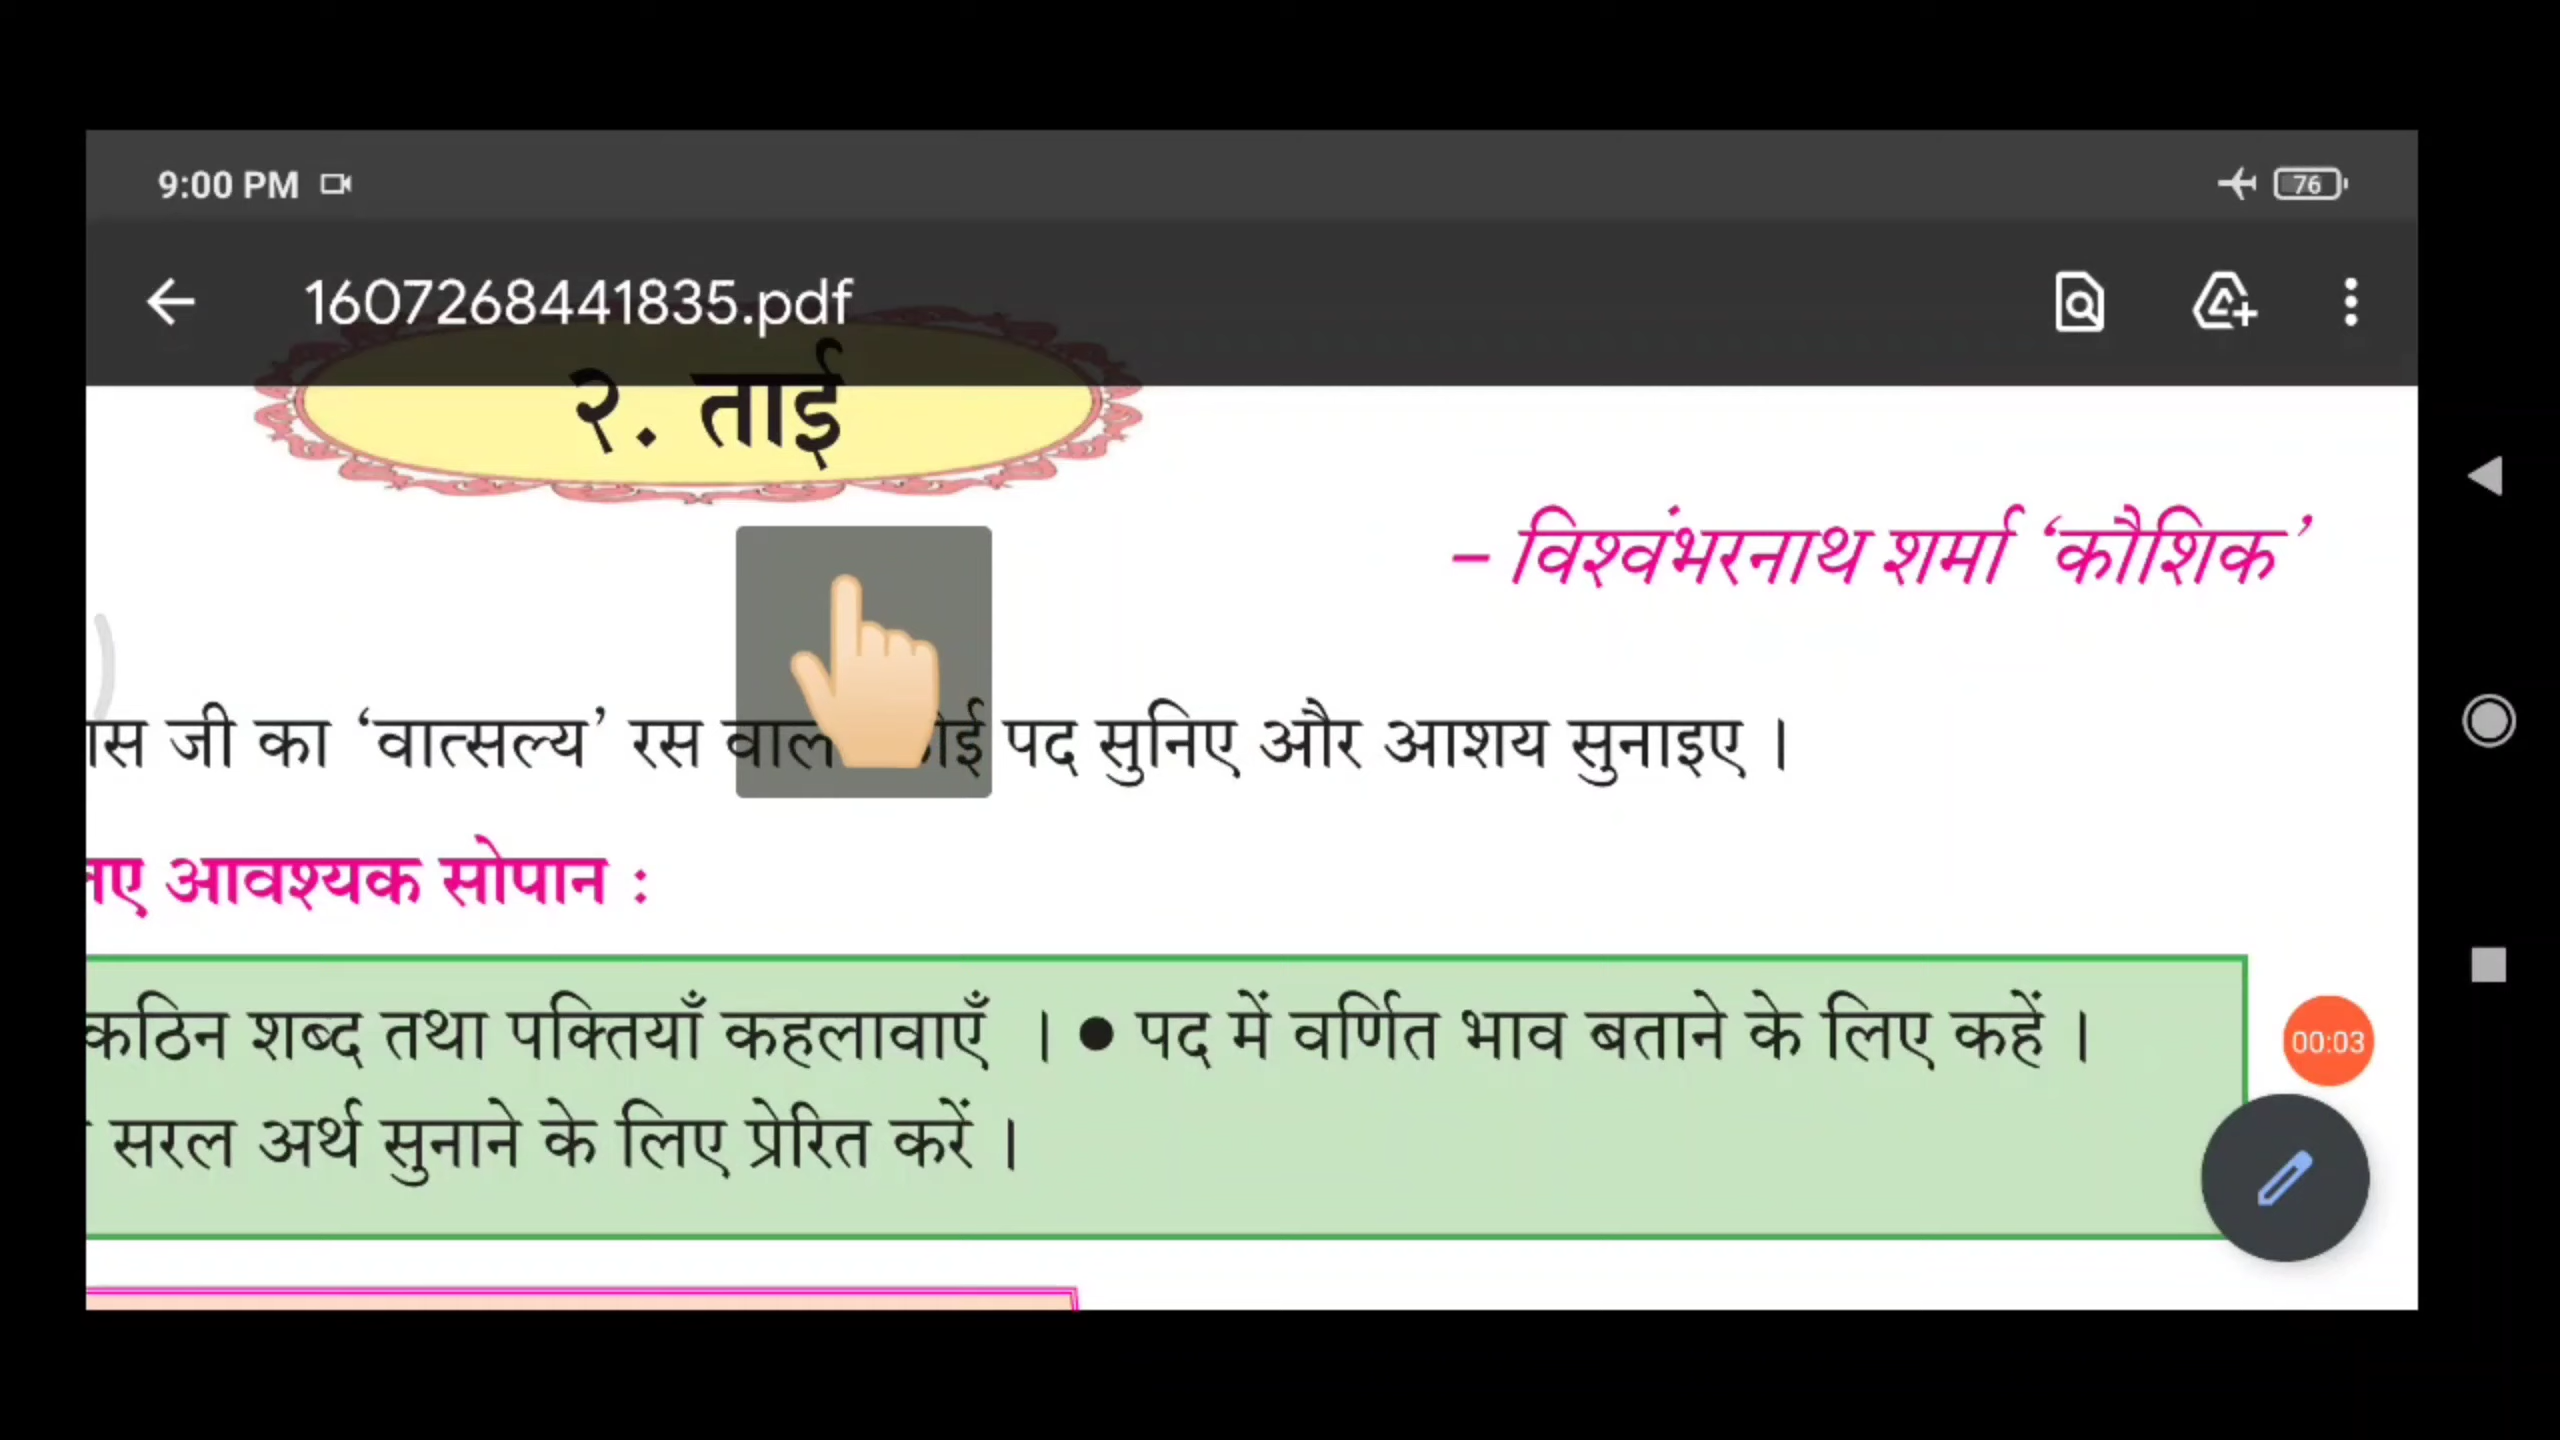 9:00 PM
76
1607268441835.pdf
२. ताई
– विश्वंभरनाथ शर्मा ‘कौशिक’
जी का ‘वात्सल्य’ रस पद सुनिए और आशय सुनाइए ।
आवश्यक सोपान :
कठिन शब्द तथा पक्तियाँ कहलावाएँ । ● पद में वर्णित भाव बताने के लिए कहें ।
सरल अर्थ सुनाने के लिए प्रेरित करें ।
00:03